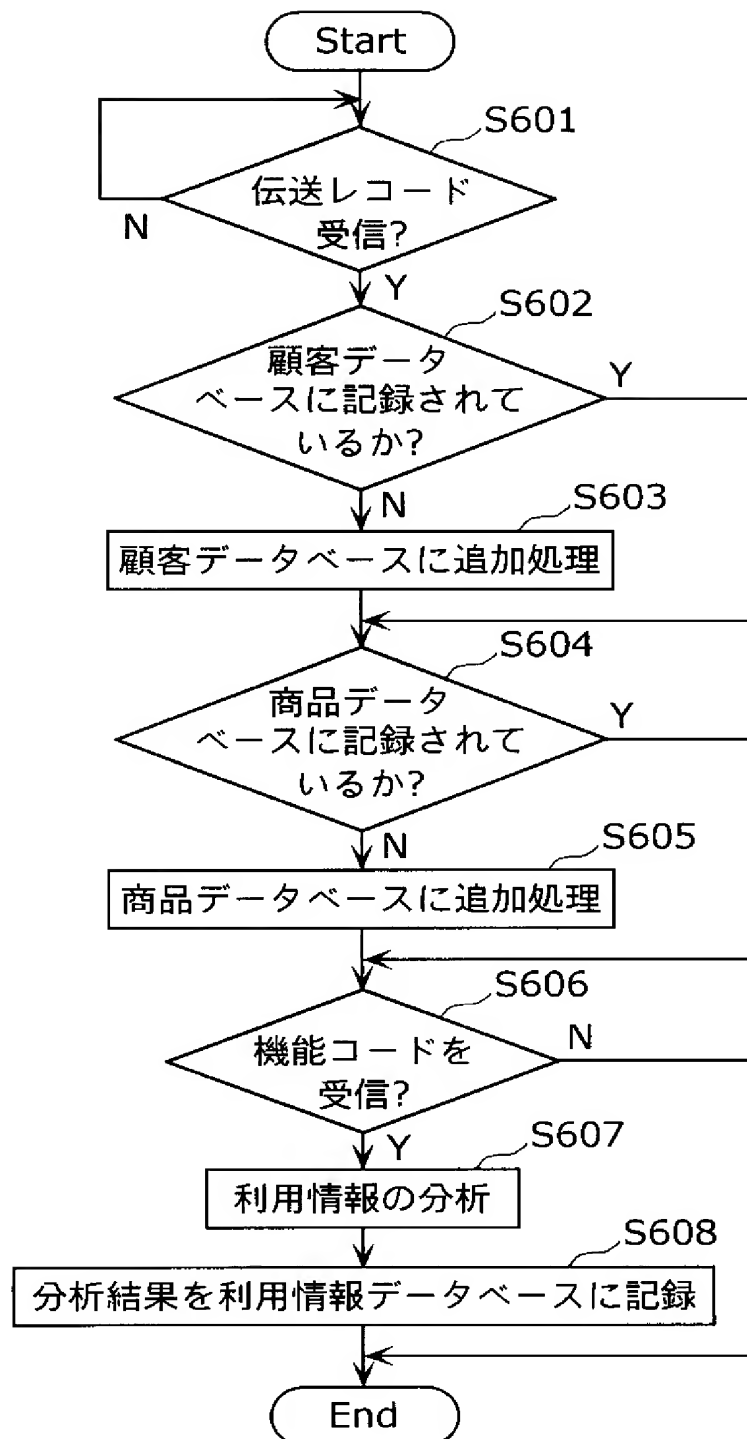 Start
S601
伝送レコード
受信?
N
Y
S602
顧客データ
ベースに記録されて
いるか?
Y
N
S603
顧客データベースに追加処理
S604
商品データ
ベースに記録されて
いるか?
Y
N
S605
商品データベースに追加処理
S606
機能コードを
受信?
N
Y
S607
利用情報の分析
S608
分析結果を利用情報データベースに記録
End